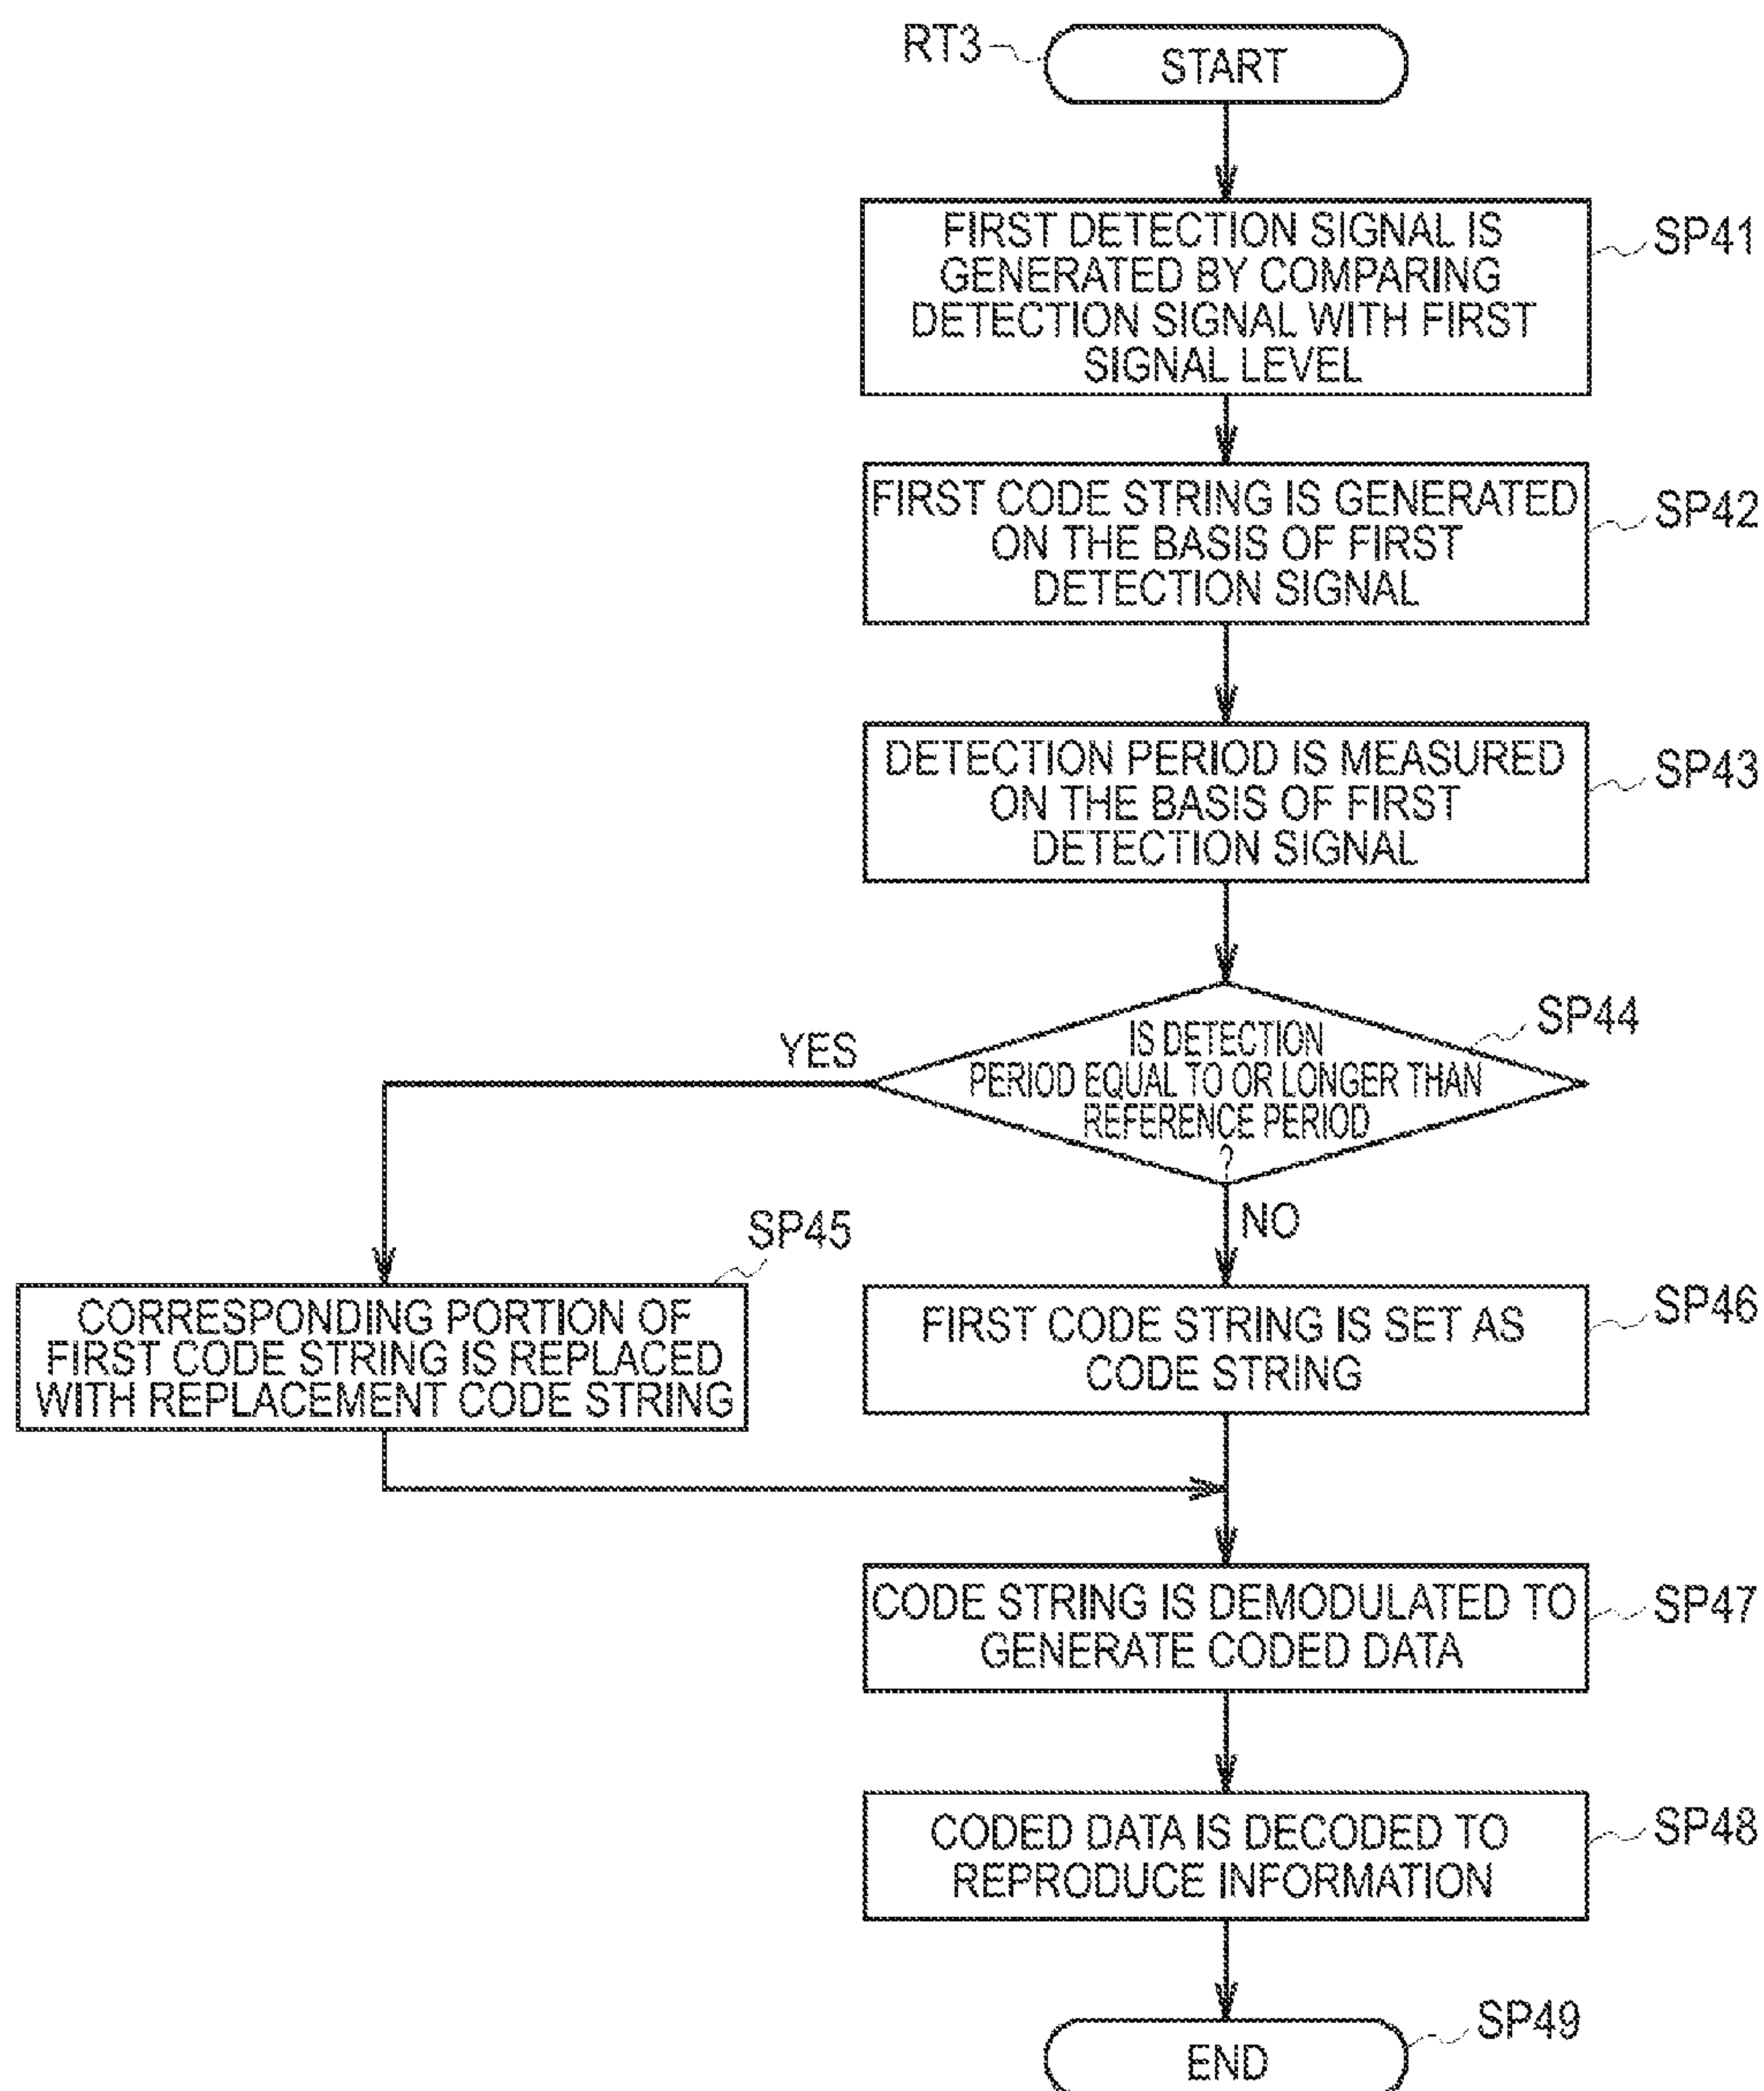 RT3
START
FIRST DETECTION SIGNAL IS
GENERATED BY COMPARING
DETECTION SIGNAL WITH FIRST
SIGNAL LEVEL
SP41
FIRST CODE STRING IS GENERATED
ON THE BASIS OF FIRST
DETECTION SIGNAL
SP42
DETECTION PERIOD IS MEASURED
ON THE BASIS OF FIRST
DETECTION SIGNAL
SP43
IS DETECTION
PERIOD EQUAL TO OR LONGER THAN
REFERENCE PERIOD
?
SP44
YES
NO
SP45
CORRESPONDING PORTION OF
FIRST CODE STRING IS REPLACED
WITH REPLACEMENT CODE STRING
FIRST CODE STRING IS SET AS
CODE STRING
SP46
CODE STRING IS DEMODULATED TO
GENERATE CODED DATA
SP47
CODED DATA IS DECODED TO
REPRODUCE INFORMATION
SP48
END
SP49